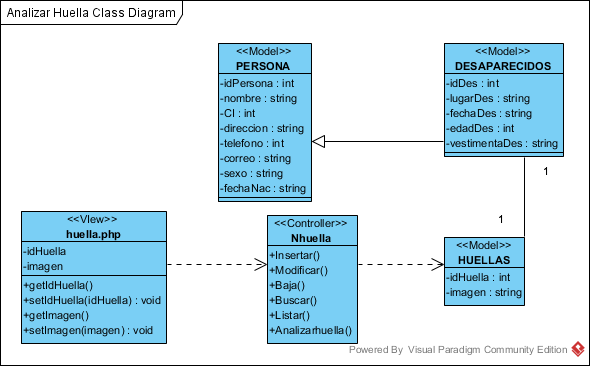 Analizar Huella Class Diagram
<<Model>>
PERSONA
-idPersona : int
-nombre : string
-CI : int
-direccion : string
-telefono : int
-correo : string
-sexo : string
-fechaNac : string
<<Model>>
DESAPARECIDOS
-idDes : int
-lugarDes : string
-fechaDes : string
-edadDes : int
-vestimentaDes : string
1
1
<<VIew>>
huella.php
-idHuella
-imagen
+getIdHuella()
+setIdHuella(idHuella) : void
+getImagen()
+setImagen(imagen) : void
<<Controller>>
Nhuella
+Insertar()
+Modificar()
+Baja()
+Buscar()
+Listar()
+Analizarhuella()
<<Model>>
HUELLAS
-idHuella : int
-imagen : string
Powered By Visual Paradigm Community Edition